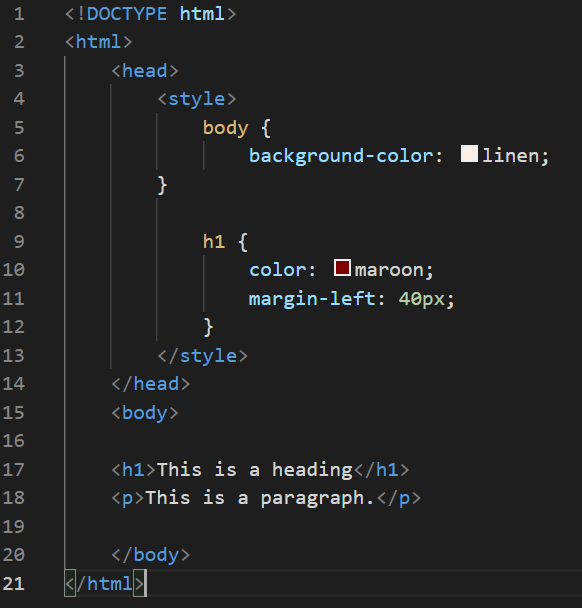 1 <!DOCTYPE html>
2 <html>
3     <head>
4         <style>
5             body {
6                 background-color: linen;
7         }
8
9             h1 {
10                 color: maroon;
11                 margin-left: 40px;
12             }
13         </style>
14     </head>
15     <body>
16
17     <h1>This is a heading</h1>
18     <p>This is a paragraph.</p>
19
20     </body>
21 </html>